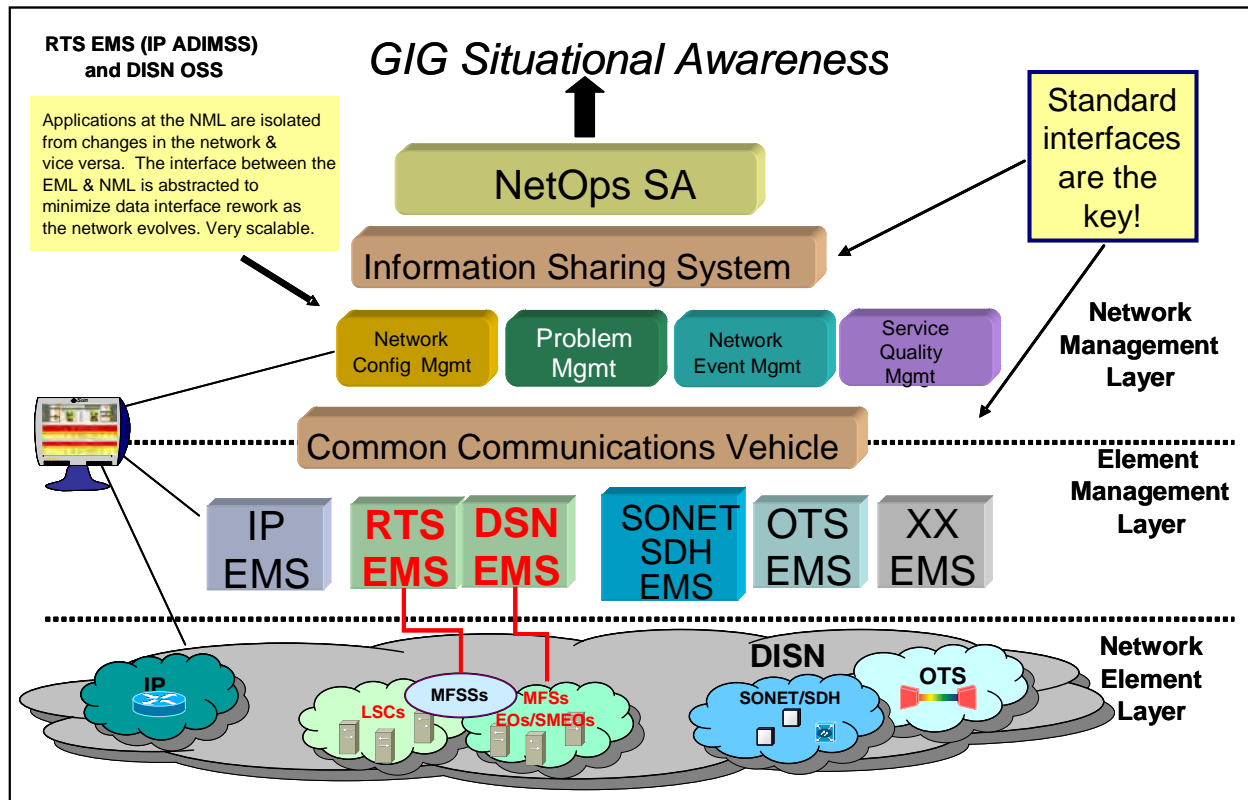 RTS EMS (IP ADIMSS)
and DISN OSS
GIG Situational Awareness
Applications at the NML are isolated
from changes in the network &
vice versa. The interface between the
EML & NML is abstracted to
minimize data interface rework as
the network evolves. Very scalable.
Standard
interfaces
are the
key!
NetOps SA
Information Sharing System
Network
Config Mgmt
Problem
Mgmt
Network
Event Mgmt
Service
Quality
Mgmt
Network
Management
Layer
Sun
Common Communications Vehicle
Element
Management
Layer
IP
EMS
RTS
EMS
DSN
EMS
SONET
SDH
EMS
OTS
EMS
XX
EMS
Network
Element
Layer
DISN
IP
LSCs
MFSSs
MFSs
EOs/SMEOs
SONET/SDH
OTS